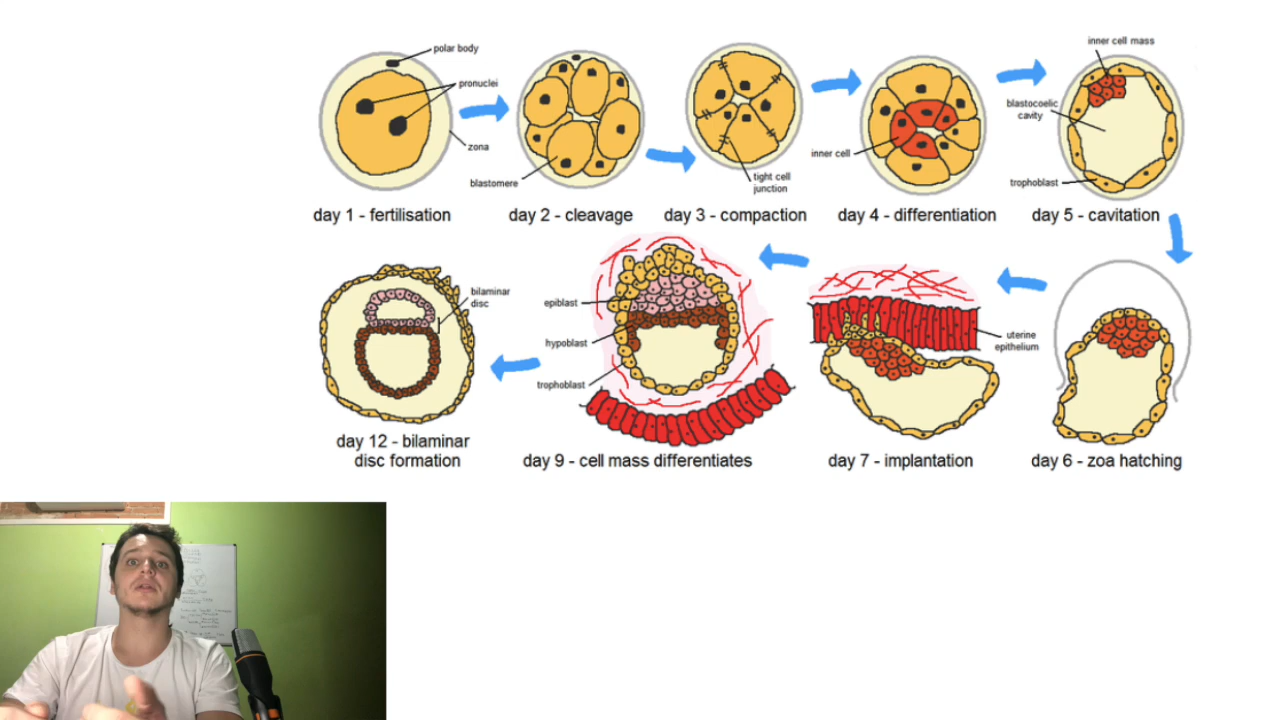 polar body
pronuclei
zona
day 1 - fertilisation
blastomere
day 2 - cleavage
tight cell
junction
day 3 - compaction
inner cell
day 4 - differentiation
inner cell mass
blastocoelic
cavity
trophoblast
day 5 - cavitation
bilaminar
disc
day 12 - bilaminar
disc formation
epiblast
hypoblast
trophoblast
day 9 - cell mass differentiates
uterine
epithelium
day 7 - implantation
day 6 - zoa hatching